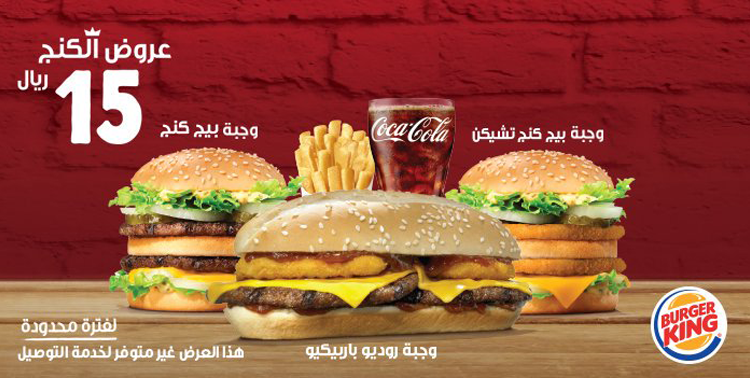 عروض الكنج
15 ريال
وجبة بيج كنج
Coca-Cola
وجبة بيج كنج تشيكن
وجبة روديو باربيكيو
لفترة محدودة
هذا العرض غير متوفر لخدمة التوصيل
BURGER
KING